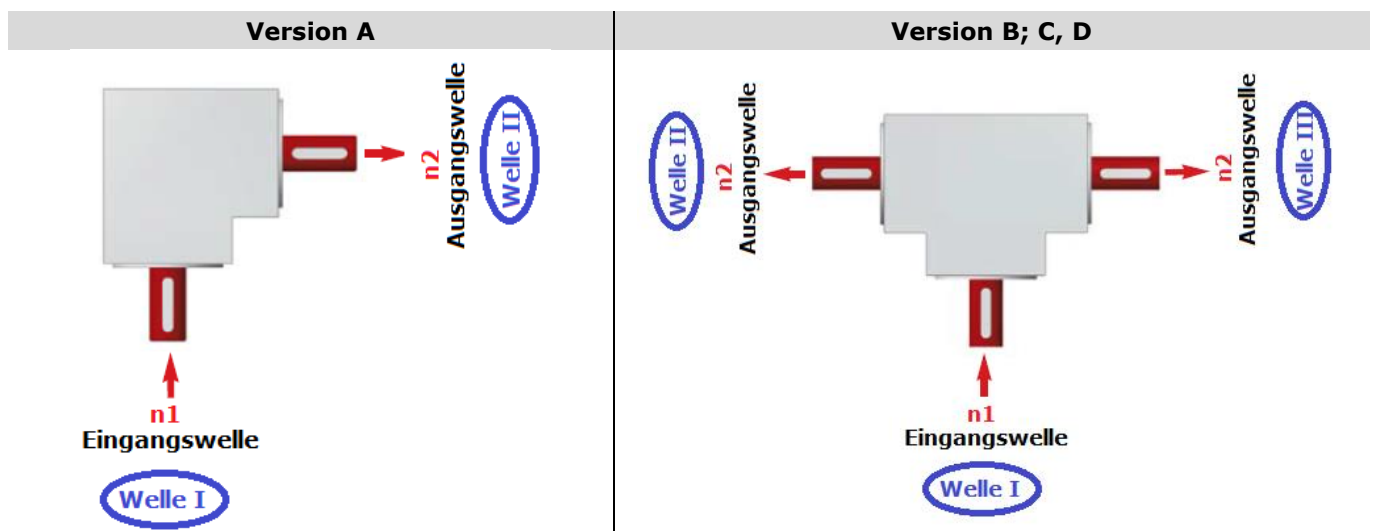 Version A
Version B; C, D
n2
Ausgangswelle
Welle II
n1
Eingangswelle
Welle I
Welle II
n2
Ausgangswelle
n2
Ausgangswelle
Welle III
n1
Eingangswelle
Welle I